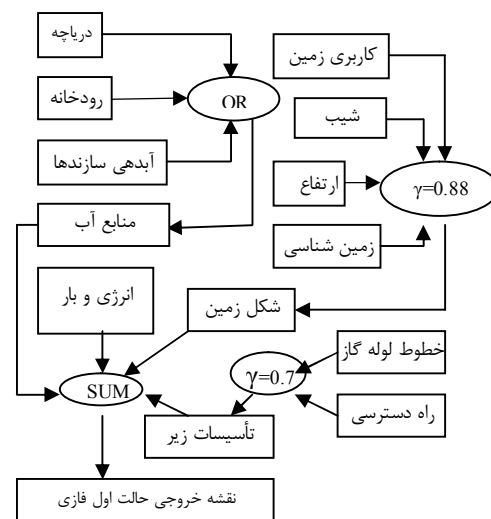 دریاچه
کاربری زمین
رودخانه
OR
شیب
آبدهی سازندها
ارتفاع
γ=0.88
منابع آب
زمین شناسی
انرژی و بار
شکل زمین
خطوط لوله گاز
γ=0.7
SUM
راه دسترسی
تأسیسات زیر
نقشه خروجی حالت اول فازی